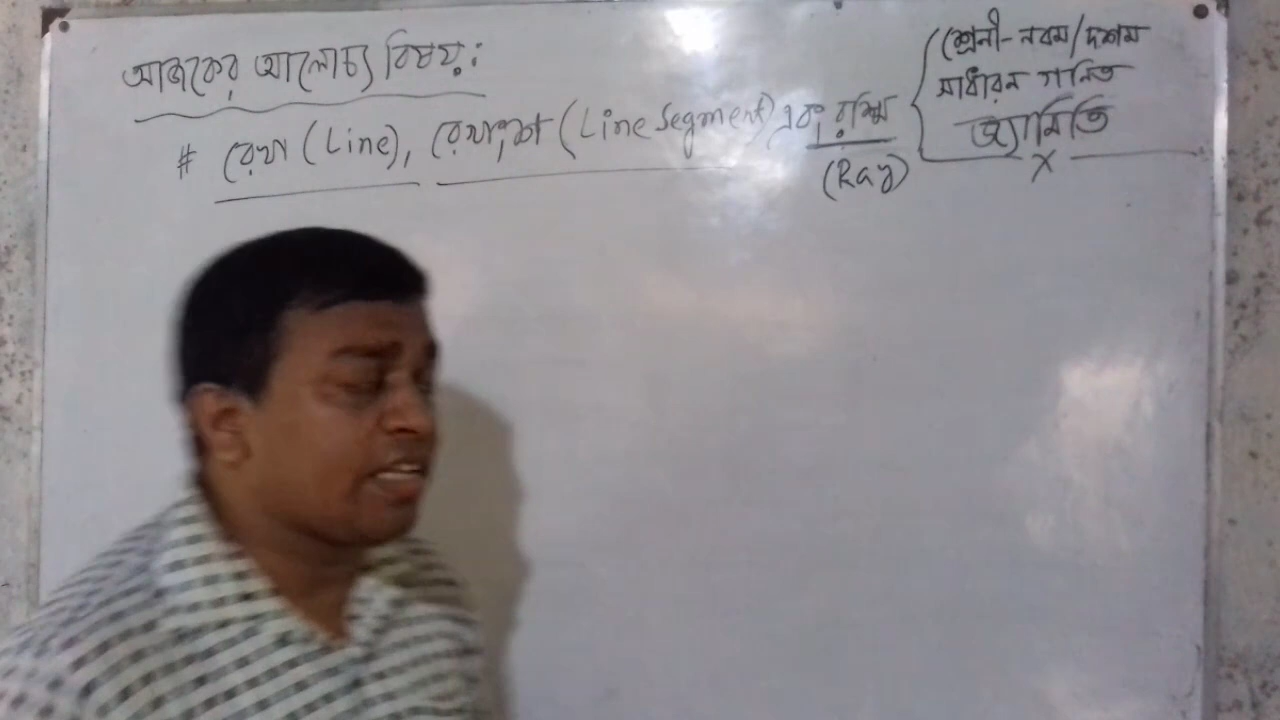 আজকের আলোচ্য বিষয়:
# রেখা (Line), রেখাংশ (Line Segment) এবং রশ্মি
(Ray)
শ্রেনী - নবম/দশম
সাধারন গনিত
জ্যামিতি
x